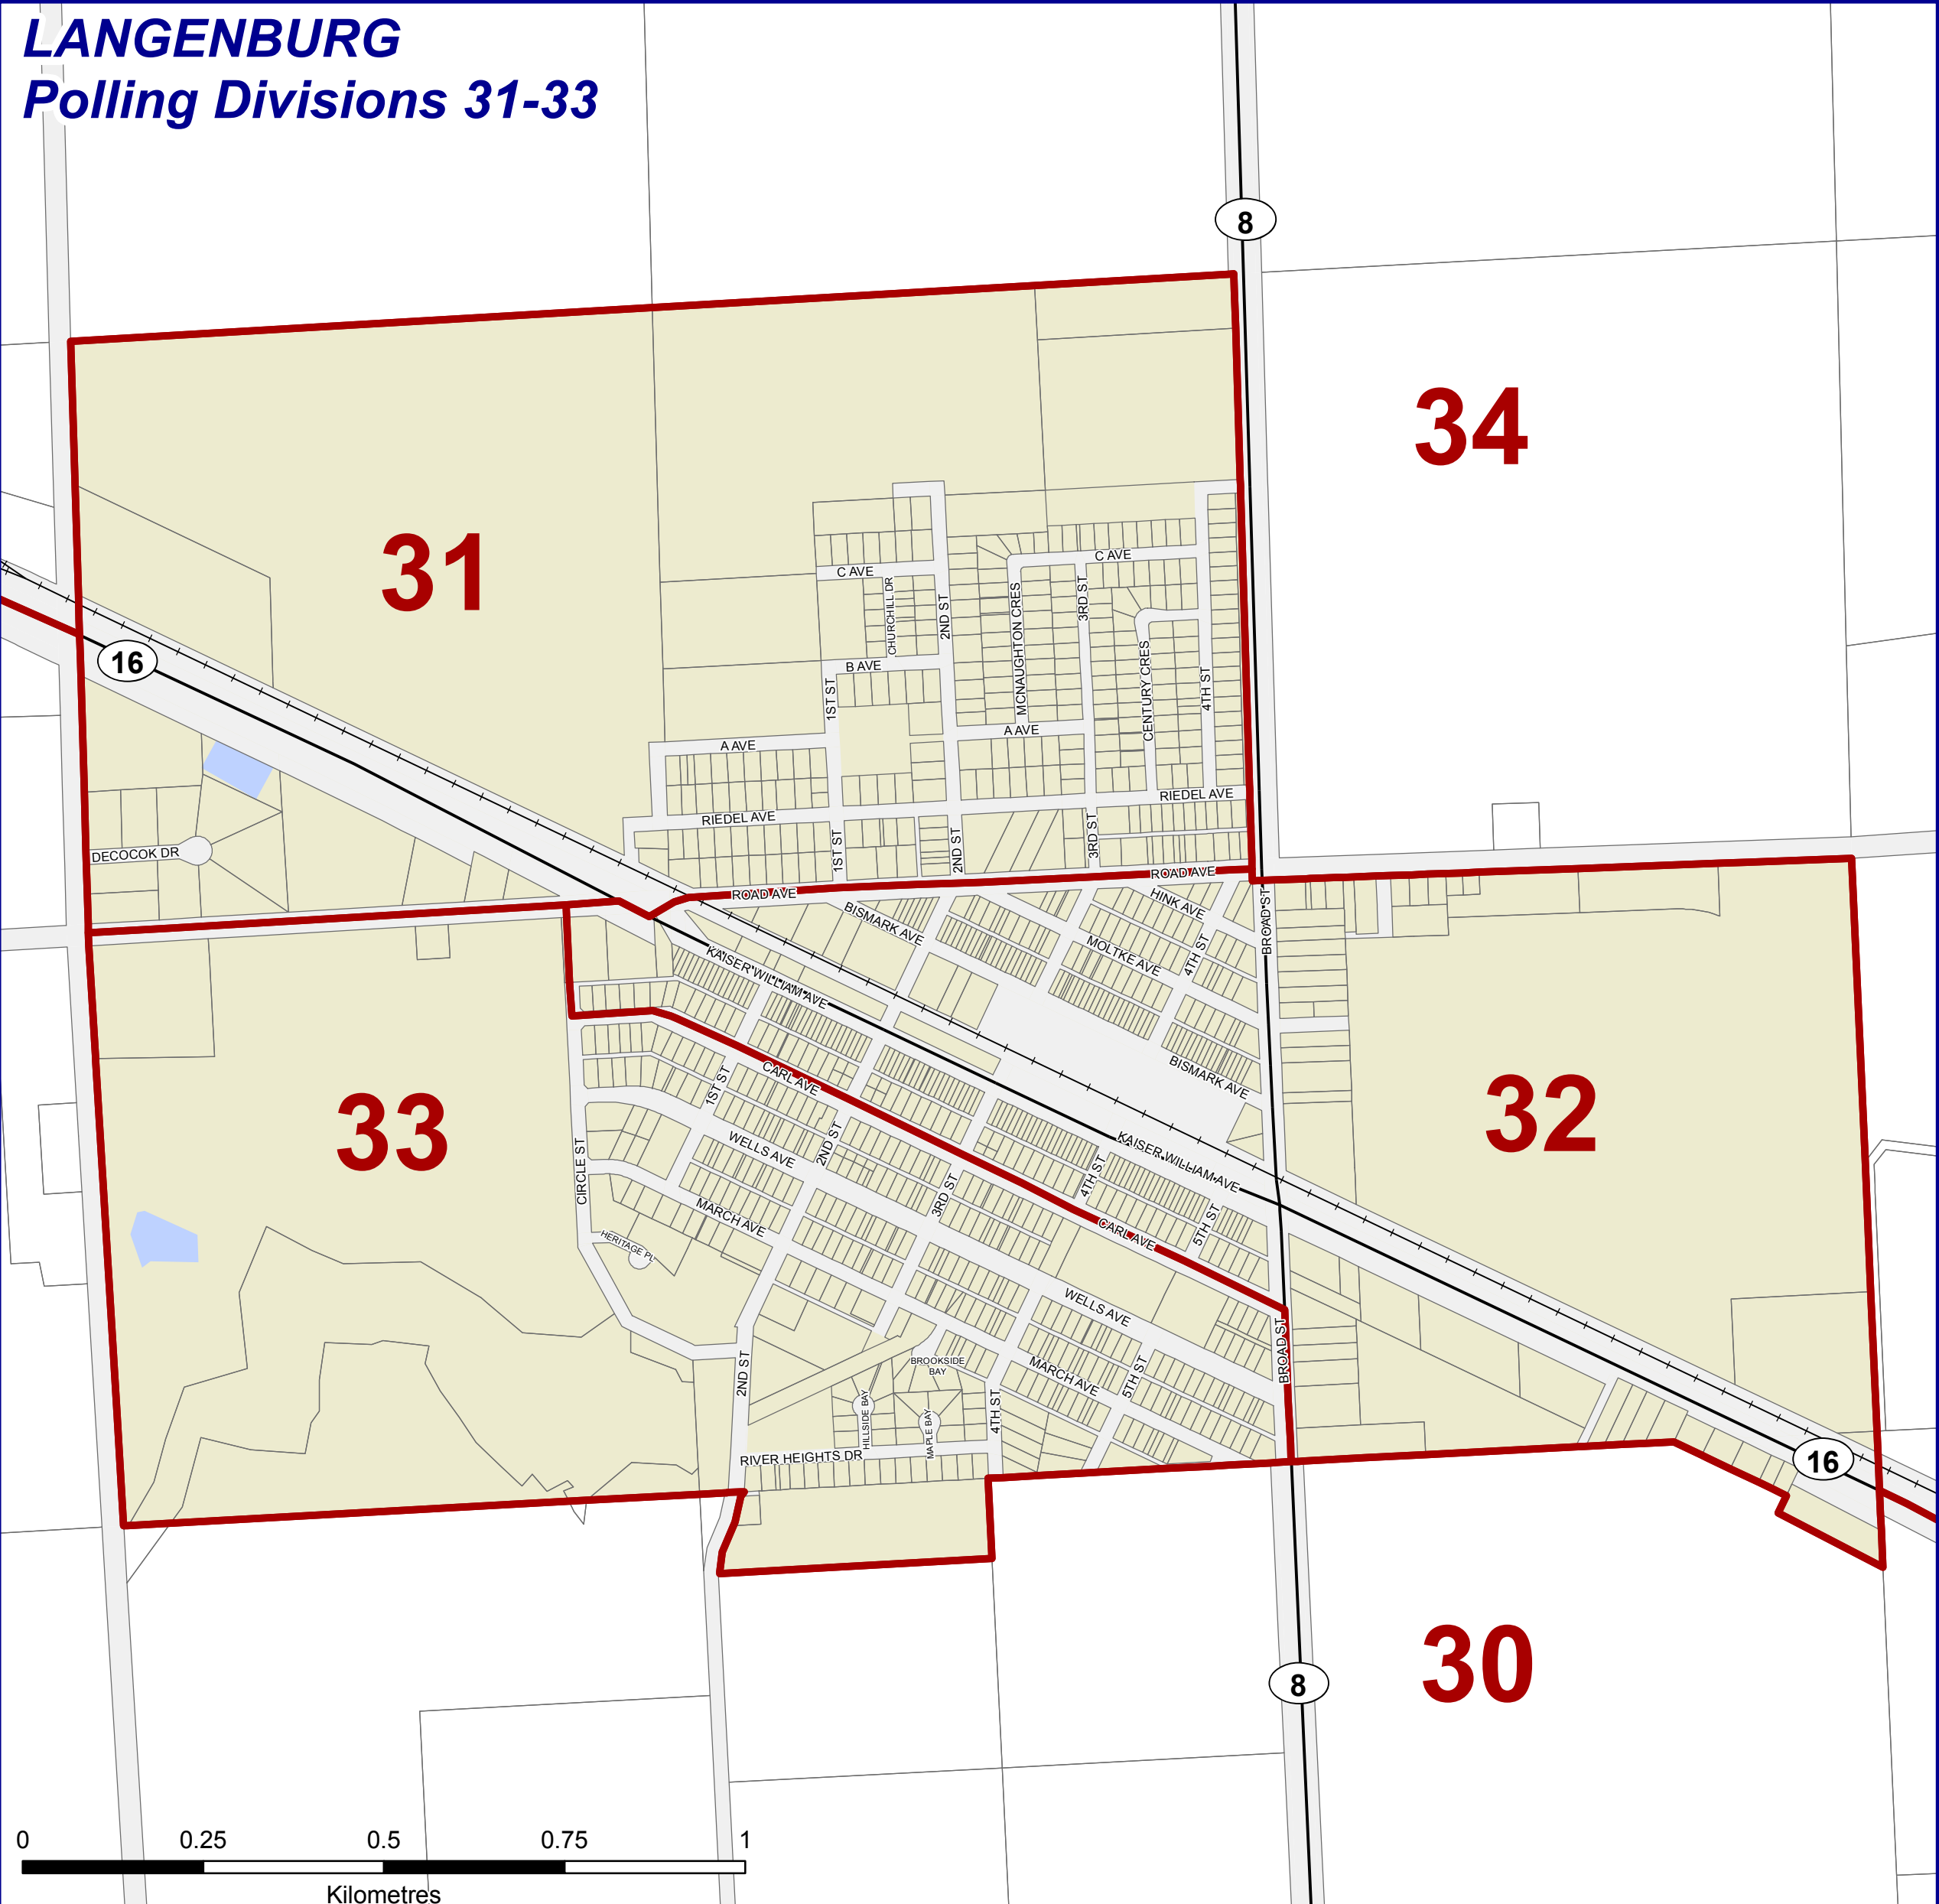 LANGENBURG
Polling Divisions 31-33
8
34
31
C AVE
C AVE
CHURCHILL DR
2ND ST
MCNAUGHTON CRES
3RD ST
CENTURY CRES
4TH ST
16
B AVE
1ST ST
A AVE
A AVE
RIEDEL AVE
RIEDEL AVE
1ST ST
2ND ST
3RD ST
DECOCOK DR
ROAD AVE
ROAD AVE
HINK AVE
BISMARK AVE
MOLTKE AVE
4TH ST
BROAD ST
KAISER WILLIAM AVE
BISMARK AVE
CARL AVE
1ST ST
33
32
2ND ST
WELLS AVE
KAISER WILLIAM AVE
CIRCLE ST
4TH ST
3RD ST
MARCH AVE
5TH ST
CARL AVE
HERITAGE PL
WELLS AVE
BROAD ST
BROOKSIDE
BAY
2ND ST
MARCH AVE
5TH ST
HILLSIDE BAY
MAPLE BAY
4TH ST
RIVER HEIGHTS DR
16
30
8
0 0.25 0.5 0.75 1
Kilometres